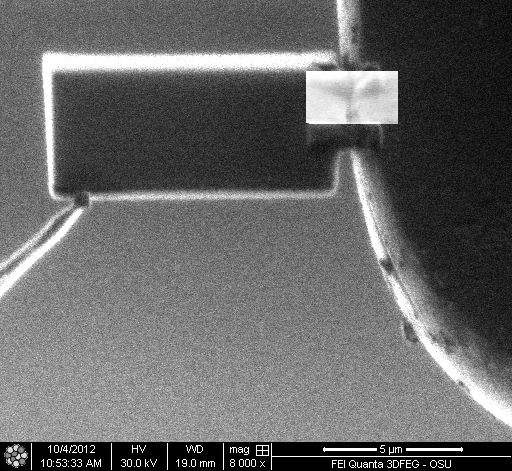 10/4/2012 HV WD mag 5 µm
10:53:33 AM 30.0 kV 19.0 mm 8 000 x FEI Quanta 3DFEG - OSU